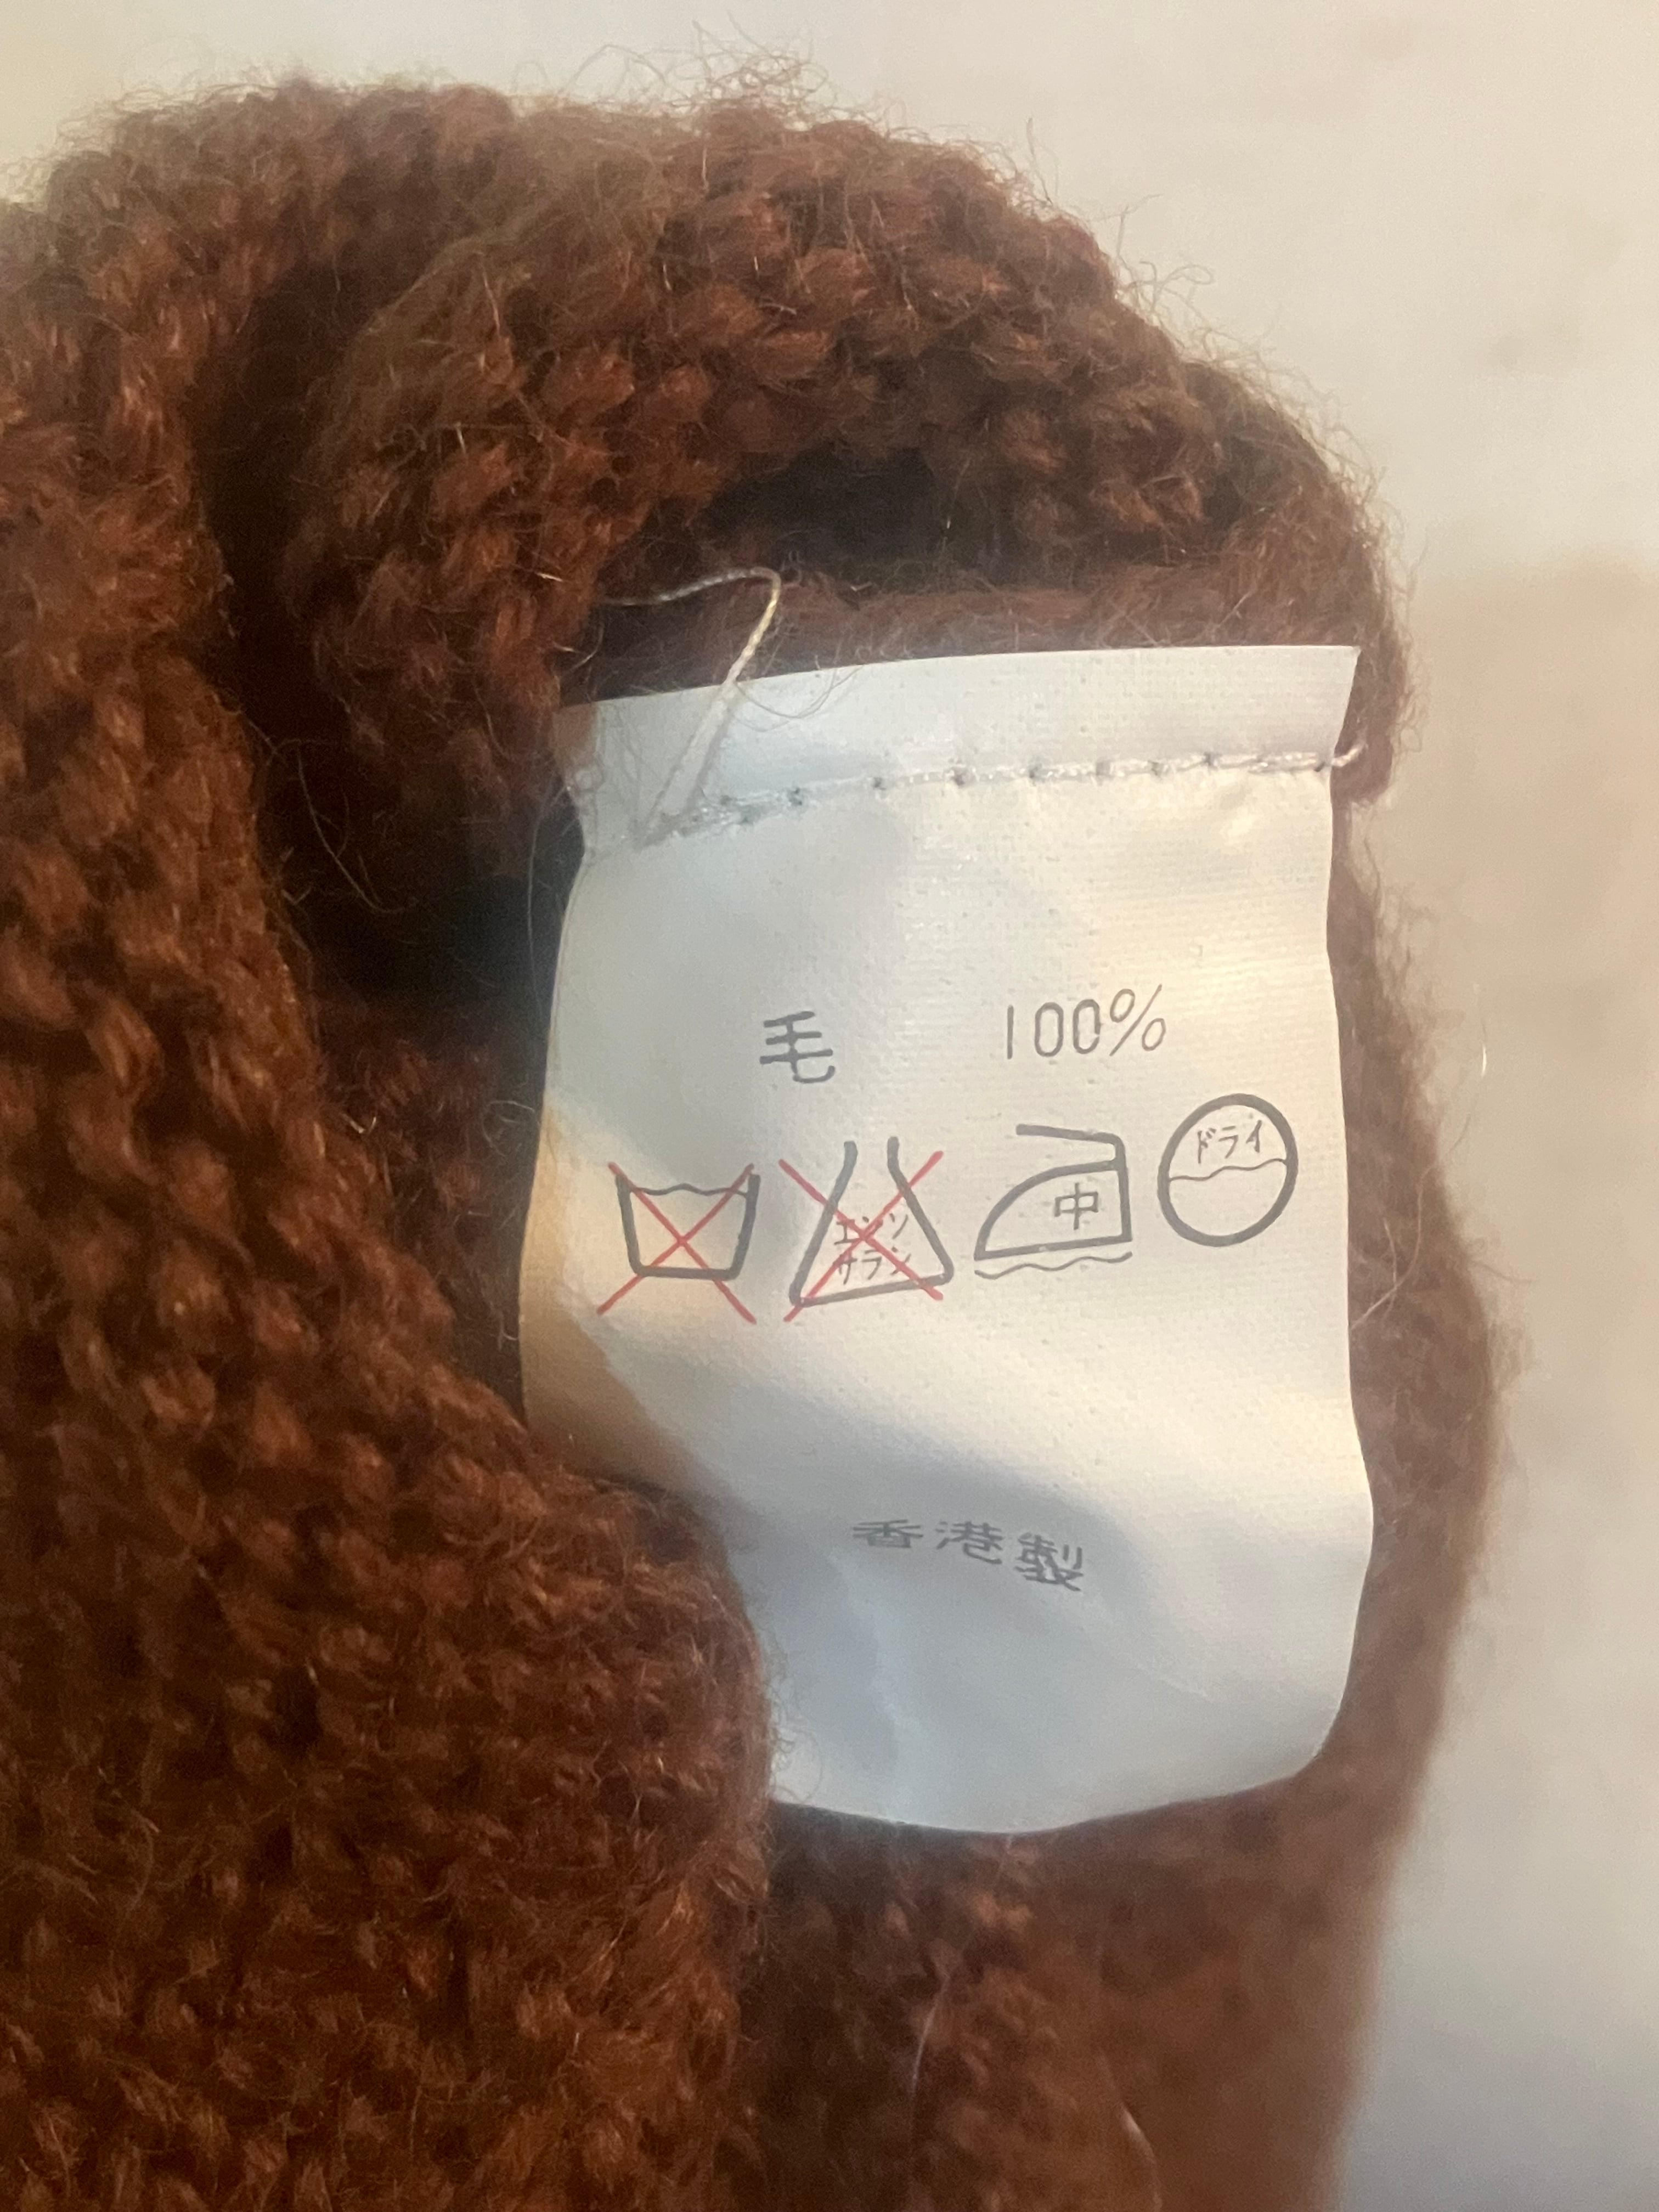 毛 100%
エンソ
サラシ
中
ドライ
香港製